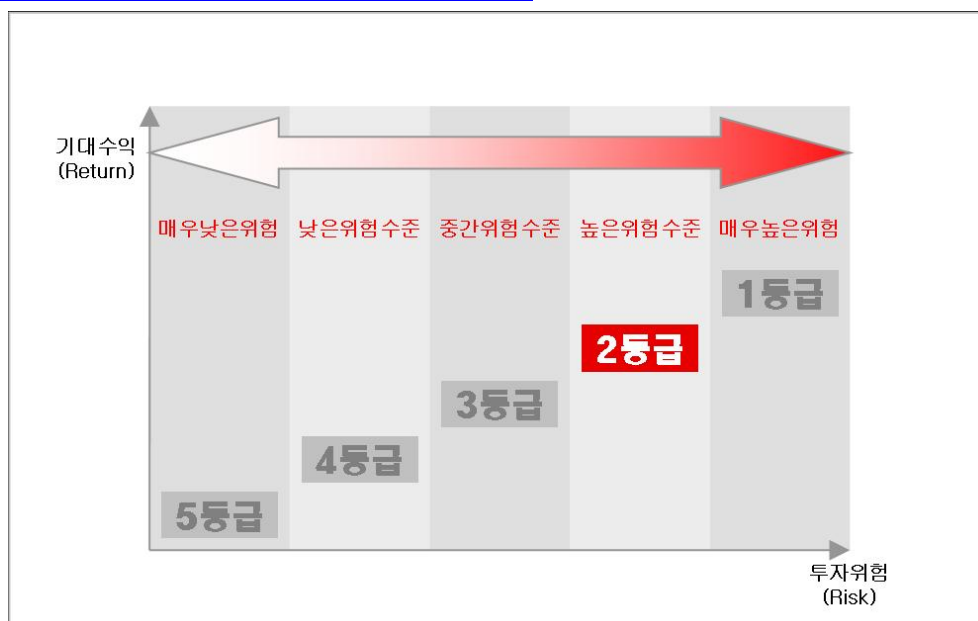 기대수익
(Return)
매우낮은위험 낮은위험수준 중간위험수준 높은위험수준 매우높은위험
1등급
2등급
3등급
4등급
5등급
투자위험
(Risk)